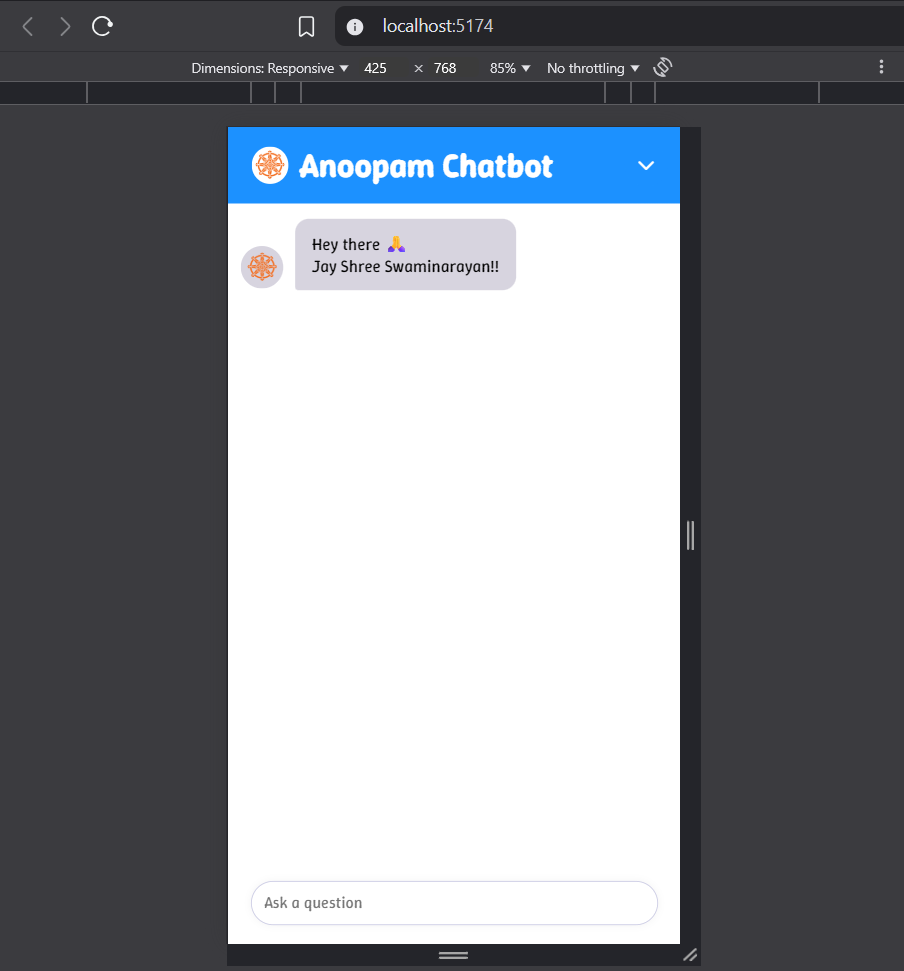 localhost:5174
Dimensions: Responsive ▼ 425 × 768 85% ▼ No throttling ▼
Anoopam Chatbot
Hey there 🙏
Jay Shree Swaminarayan!!
Ask a question